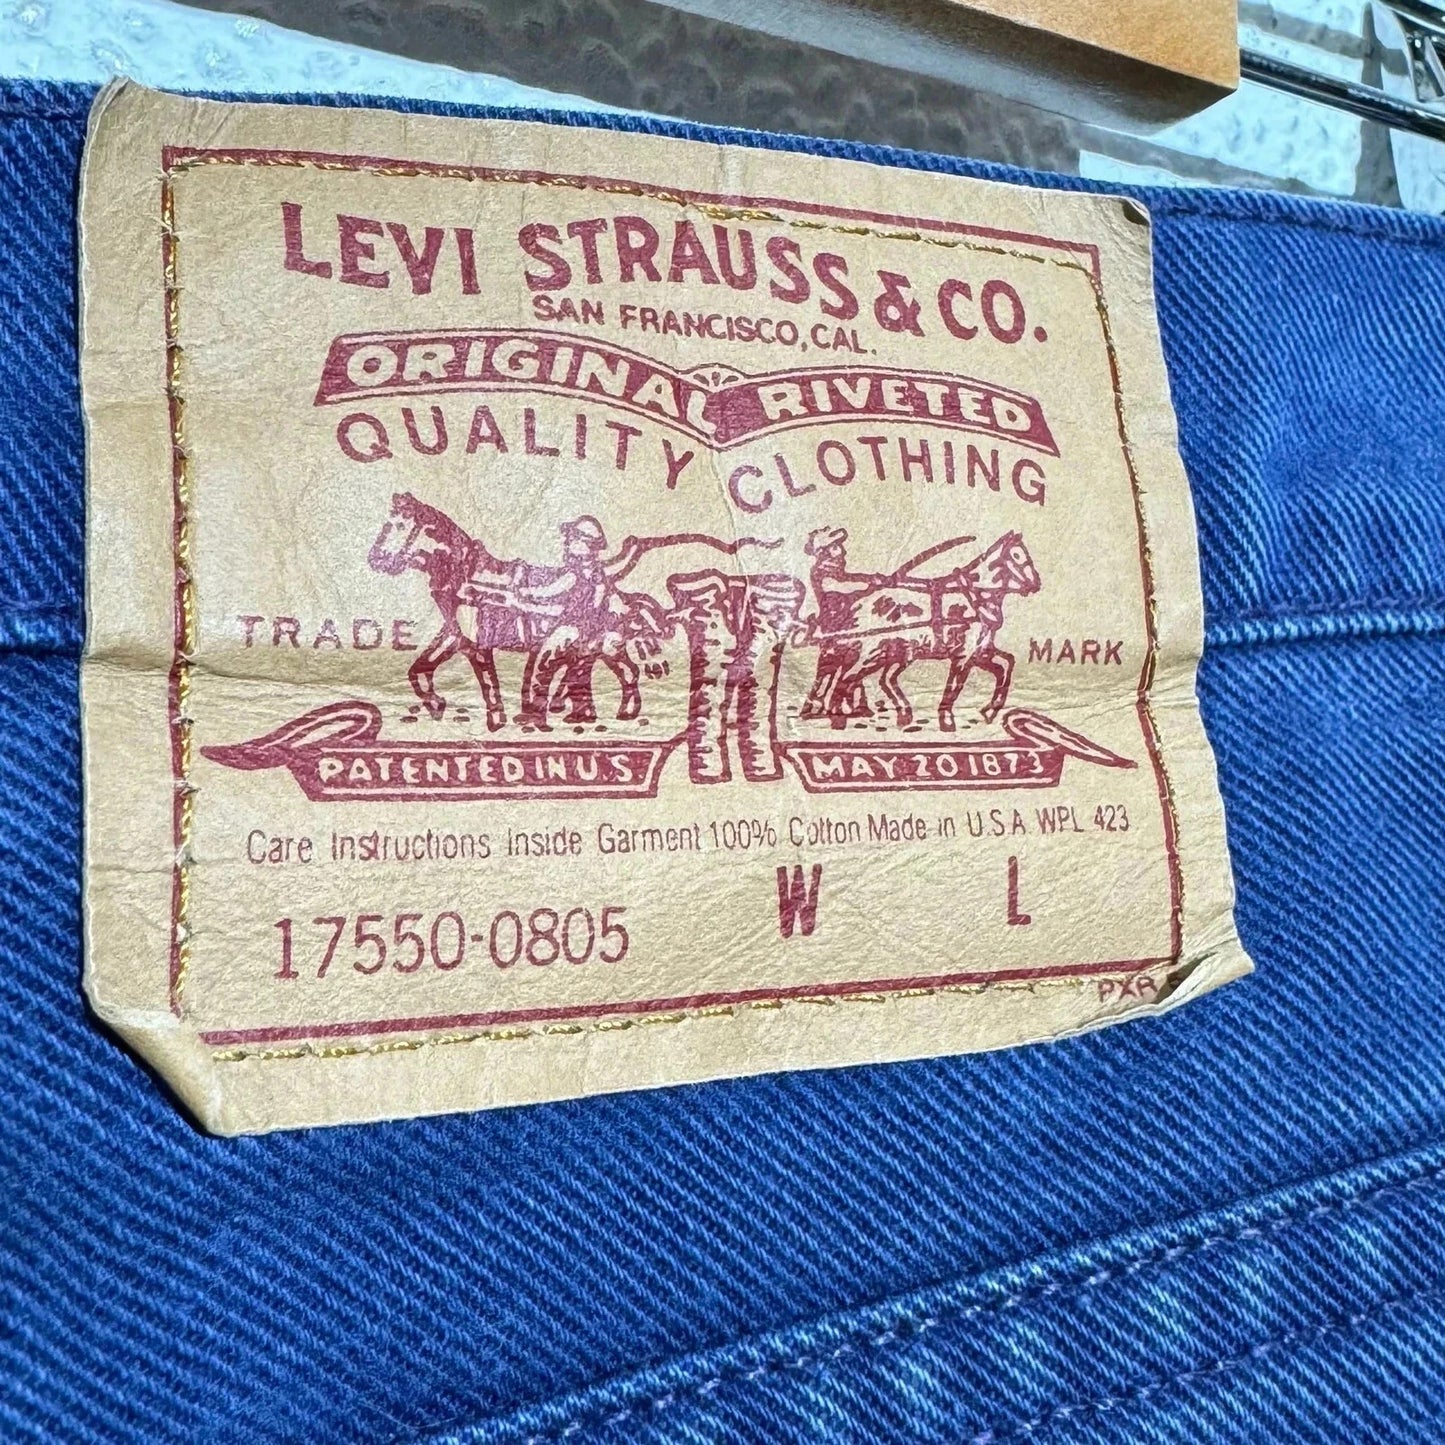 LEVI STRAUSS & CO.
SAN FRANCISCO, CAL.
ORIGINAL RIVETED
QUALITY CLOTHING
TRADE MARK
PATENTED IN U.S. MAY 20 1873
Care Instructions Inside Garment 100% Cotton Made in U.S.A WPL 423
17550-0805 W L
PXR